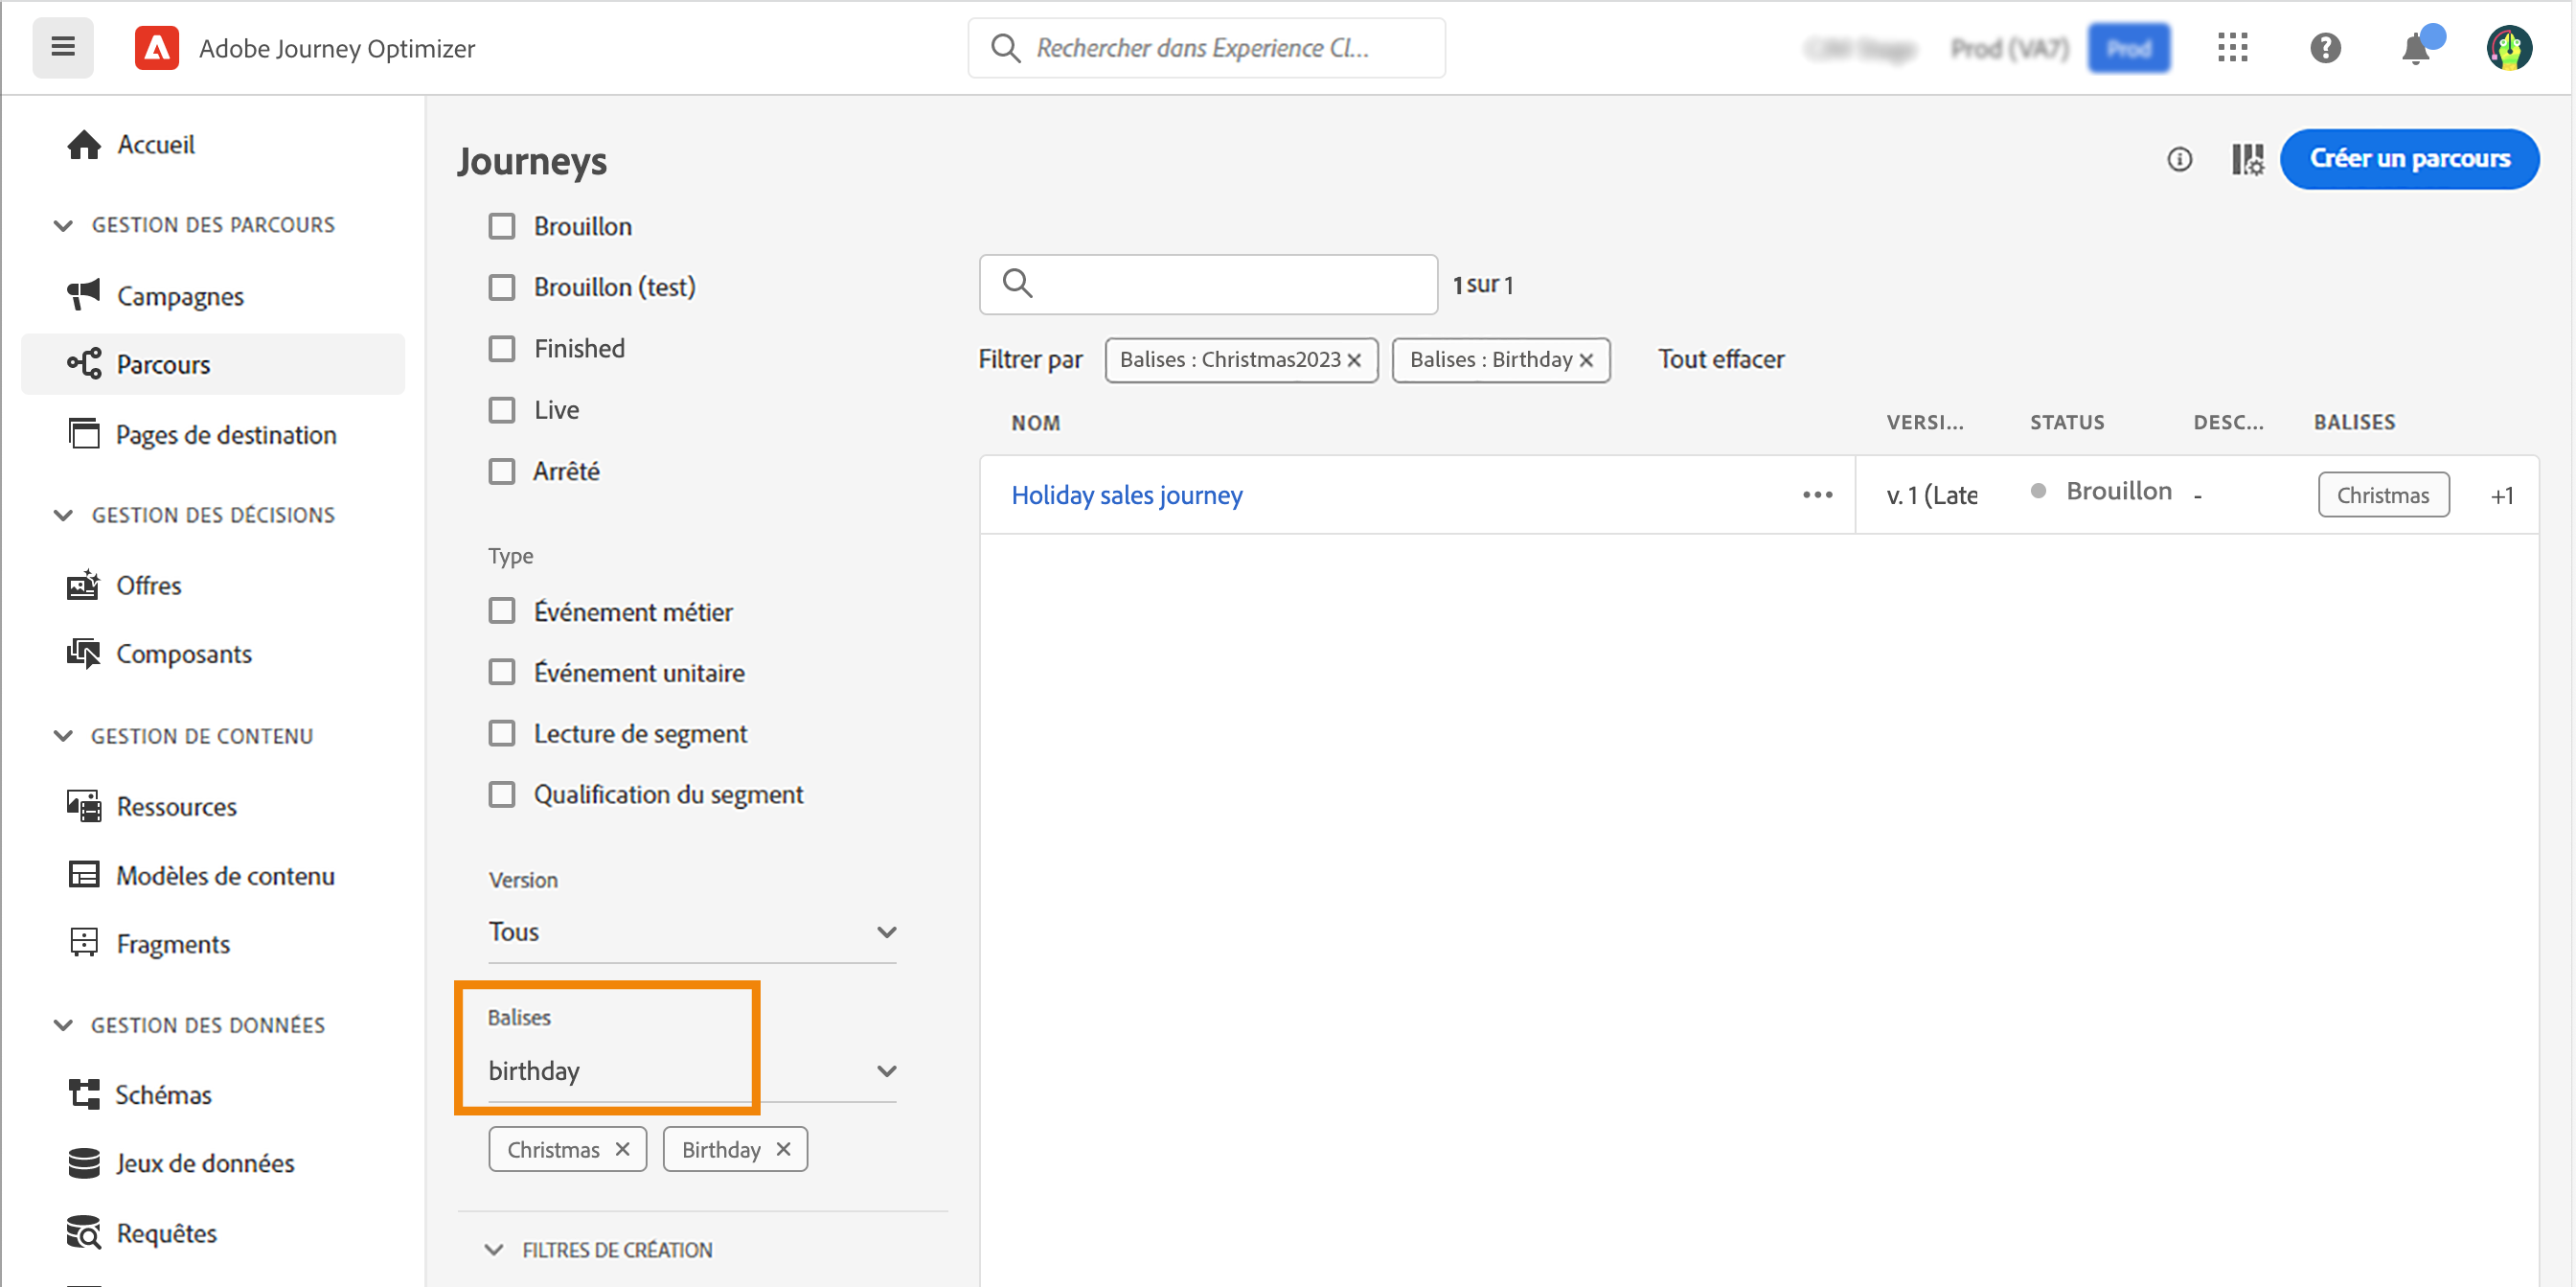 Adobe Journey Optimizer
Rechercher dans Experience Cl...
Prod (VA7)
Prod
Accueil
GESTION DES PARCOURS
Campagnes
Parcours
Pages de destination
GESTION DES DÉCISIONS
Offres
Composants
GESTION DE CONTENU
Ressources
Modèles de contenu
Fragments
GESTION DES DONNÉES
Schémas
Jeux de données
Requêtes
Journeys
Créer un parcours
Brouillon
Brouillon (test)
Finished
Live
Arrêté
Type
Événement métier
Événement unitaire
Lecture de segment
Qualification du segment
Version
Tous
Balises
birthday
Christmas
Birthday
FILTRES DE CRÉATION
1 sur 1
Filtrer par
Balises : Christmas2023
Balises : Birthday
Tout effacer
NOM VERSI... STATUS DESC... BALISES
Holiday sales journey ... v. 1 (Late Brouillon - Christmas +1